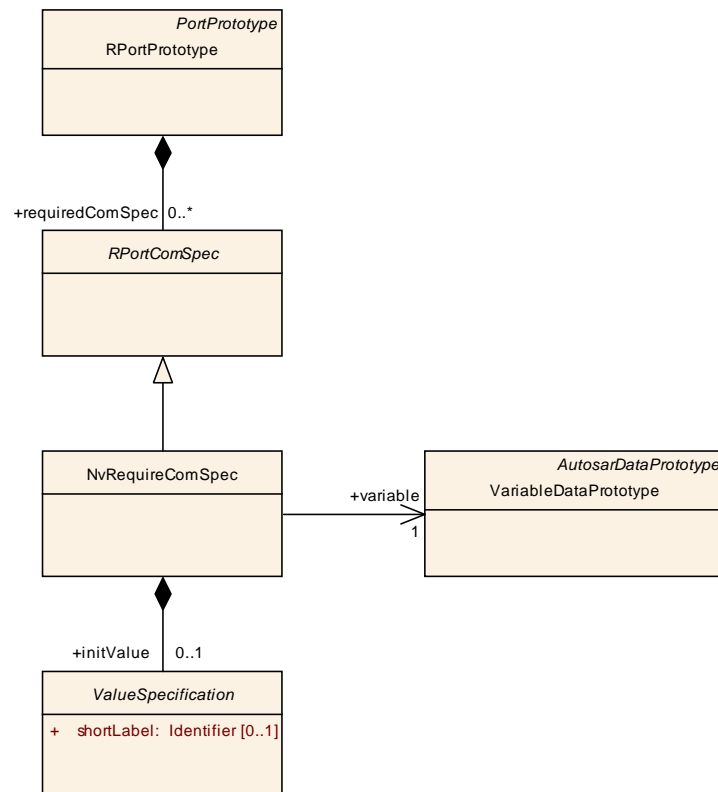 PortPrototype
RPortPrototype
+requiredComSpec 0..*
RPortComSpec
NvRequireComSpec
AutosarDataPrototype
VariableDataPrototype
+variable
1
+initValue 0..1
ValueSpecification
+ shortLabel: Identifier [0..1]